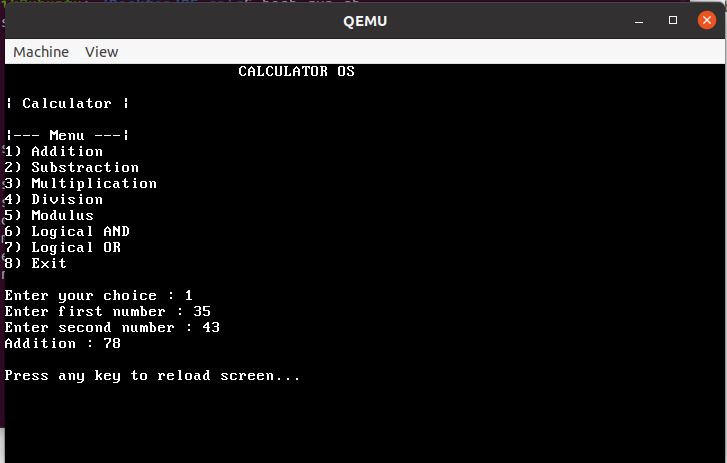 QEMU
Machine View
CALCULATOR OS
¦ Calculator ¦
¦--- Menu ---¦
1) Addition
2) Substraction
3) Multiplication
4) Division
5) Modulus
6) Logical AND
7) Logical OR
8) Exit
Enter your choice : 1
Enter first number : 35
Enter second number : 43
Addition : 78
Press any key to reload screen...